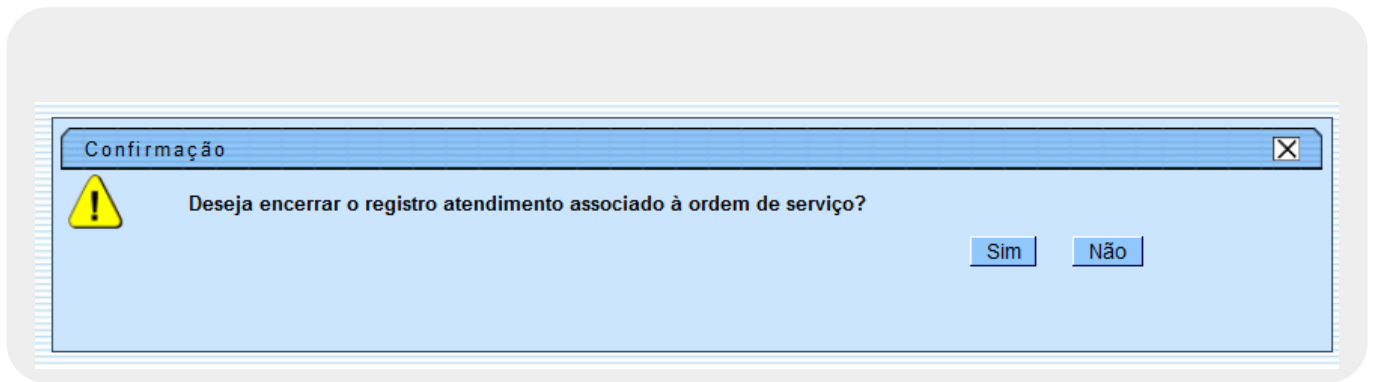 Confirmação
Deseja encerrar o registro atendimento associado à ordem de serviço?
Sim Não